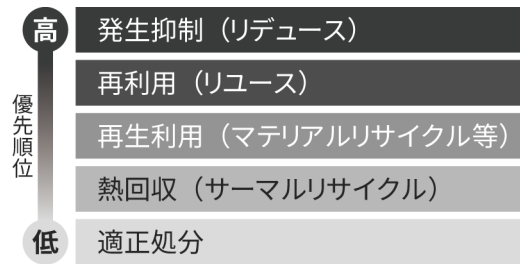 高
発生抑制（リデュース）
再利用（リユース）
優先順位
再生利用（マテリアルリサイクル等）
熱回収（サーマルリサイクル）
低
適正処分